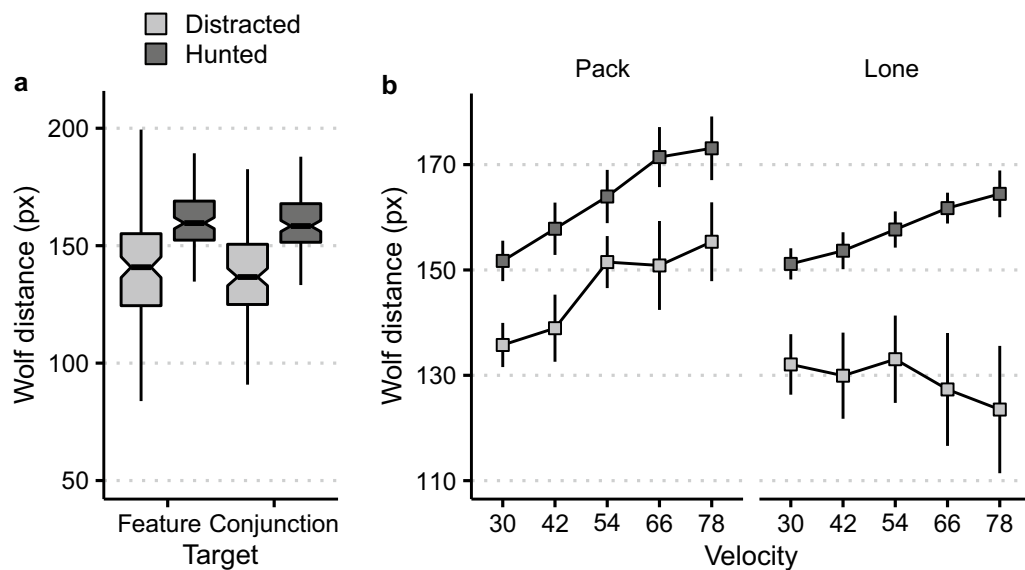 Distracted
Hunted
a
Wolf distance (px)
200
150
100
50
Feature Conjunction
Target
b
Pack
Lone
Wolf distance (px)
170
150
130
110
30 42 54 66 78
30 42 54 66 78
Velocity